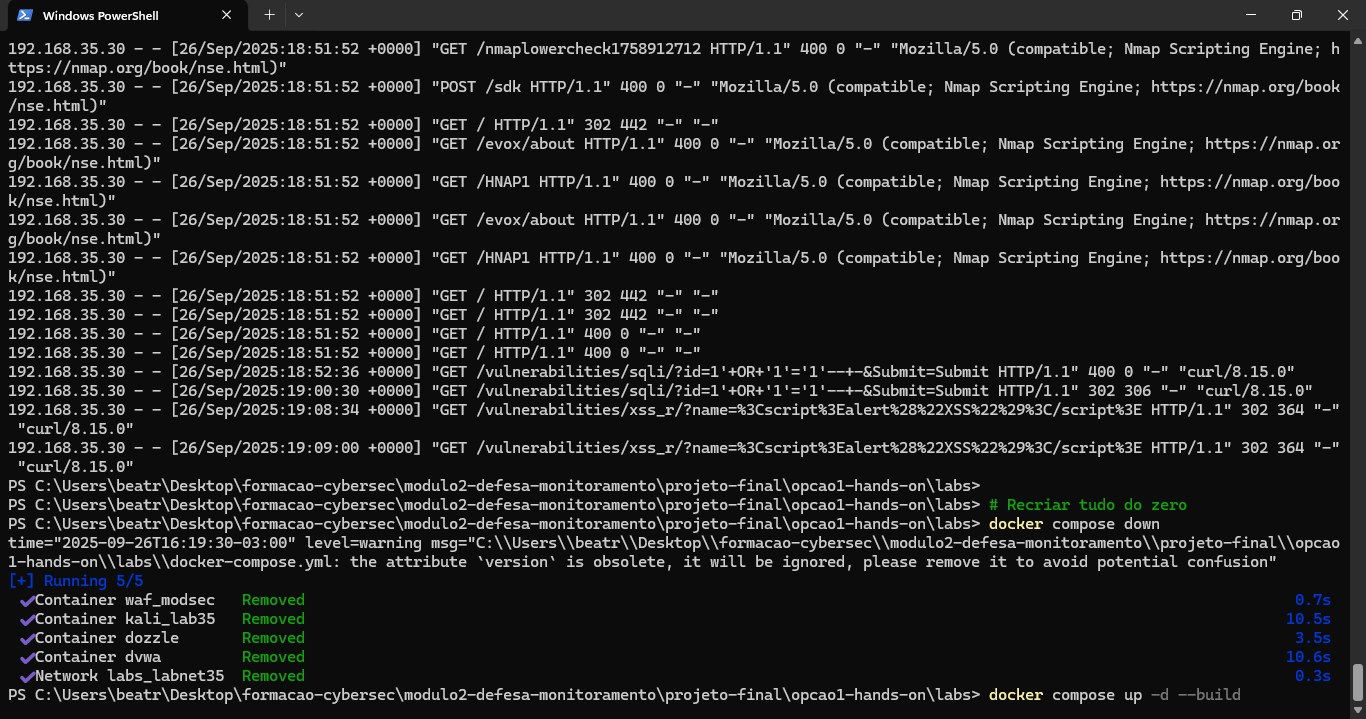 Windows PowerShell
192.168.35.30 - - [26/Sep/2025:18:51:52 +0000] "GET /nmaplowercheck1758912712 HTTP/1.1" 400 0 "-" "Mozilla/5.0 (compatible; Nmap Scripting Engine; h
ttps://nmap.org/book/nse.html)"
192.168.35.30 - - [26/Sep/2025:18:51:52 +0000] "POST /sdk HTTP/1.1" 400 0 "-" "Mozilla/5.0 (compatible; Nmap Scripting Engine; https://nmap.org/book
/nse.html)"
192.168.35.30 - - [26/Sep/2025:18:51:52 +0000] "GET / HTTP/1.1" 302 442 "-" "-"
192.168.35.30 - - [26/Sep/2025:18:51:52 +0000] "GET /evox/about HTTP/1.1" 400 0 "-" "Mozilla/5.0 (compatible; Nmap Scripting Engine; https://nmap.or
g/book/nse.html)"
192.168.35.30 - - [26/Sep/2025:18:51:52 +0000] "GET /HNAP1 HTTP/1.1" 400 0 "-" "Mozilla/5.0 (compatible; Nmap Scripting Engine; https://nmap.org/boo
k/nse.html)"
192.168.35.30 - - [26/Sep/2025:18:51:52 +0000] "GET /evox/about HTTP/1.1" 400 0 "-" "Mozilla/5.0 (compatible; Nmap Scripting Engine; https://nmap.or
g/book/nse.html)"
192.168.35.30 - - [26/Sep/2025:18:51:52 +0000] "GET /HNAP1 HTTP/1.1" 400 0 "-" "Mozilla/5.0 (compatible; Nmap Scripting Engine; https://nmap.org/boo
k/nse.html)"
192.168.35.30 - - [26/Sep/2025:18:51:52 +0000] "GET / HTTP/1.1" 302 442 "-" "-"
192.168.35.30 - - [26/Sep/2025:18:51:52 +0000] "GET / HTTP/1.1" 302 442 "-" "-"
192.168.35.30 - - [26/Sep/2025:18:51:52 +0000] "GET / HTTP/1.1" 400 0 "-" "-"
192.168.35.30 - - [26/Sep/2025:18:51:52 +0000] "GET / HTTP/1.1" 400 0 "-" "-"
192.168.35.30 - - [26/Sep/2025:18:52:36 +0000] "GET /vulnerabilities/sqli/?id=1'+OR+'1'='1'--+-&Submit=Submit HTTP/1.1" 400 0 "-" "curl/8.15.0"
192.168.35.30 - - [26/Sep/2025:19:00:30 +0000] "GET /vulnerabilities/sqli/?id=1'+OR+'1'='1'--+-&Submit=Submit HTTP/1.1" 302 306 "-" "curl/8.15.0"
192.168.35.30 - - [26/Sep/2025:19:08:34 +0000] "GET /vulnerabilities/xss_r/?name=%3Cscript%3Ealert%28%22XSS%22%29%3C/script%3E HTTP/1.1" 302 364 "-"
"curl/8.15.0"
192.168.35.30 - - [26/Sep/2025:19:09:00 +0000] "GET /vulnerabilities/xss_r/?name=%3Cscript%3Ealert%28%22XSS%22%29%3C/script%3E HTTP/1.1" 302 364 "-"
"curl/8.15.0"
PS C:\Users\beatr\Desktop\formacao-cybersec\modulo2-defesa-monitoramento\projeto-final\opcao1-hands-on\labs>
PS C:\Users\beatr\Desktop\formacao-cybersec\modulo2-defesa-monitoramento\projeto-final\opcao1-hands-on\labs> # Recriar tudo do zero
PS C:\Users\beatr\Desktop\formacao-cybersec\modulo2-defesa-monitoramento\projeto-final\opcao1-hands-on\labs> docker compose down
time="2025-09-26T16:19:30-03:00" level=warning msg="C:\\Users\\beatr\\Desktop\\formacao-cybersec\\modulo2-defesa-monitoramento\\projeto-final\\opcao
1-hands-on\\labs\\docker-compose.yml: the attribute `version` is obsolete, it will be ignored, please remove it to avoid potential confusion"
[+] Running 5/5
✔Container waf_modsec Removed 0.7s
✔Container kali_lab35 Removed 10.5s
✔Container dozzle Removed 3.5s
✔Container dvwa Removed 10.6s
✔Network labs_labnet35 Removed 0.3s
PS C:\Users\beatr\Desktop\formacao-cybersec\modulo2-defesa-monitoramento\projeto-final\opcao1-hands-on\labs> docker compose up -d --build